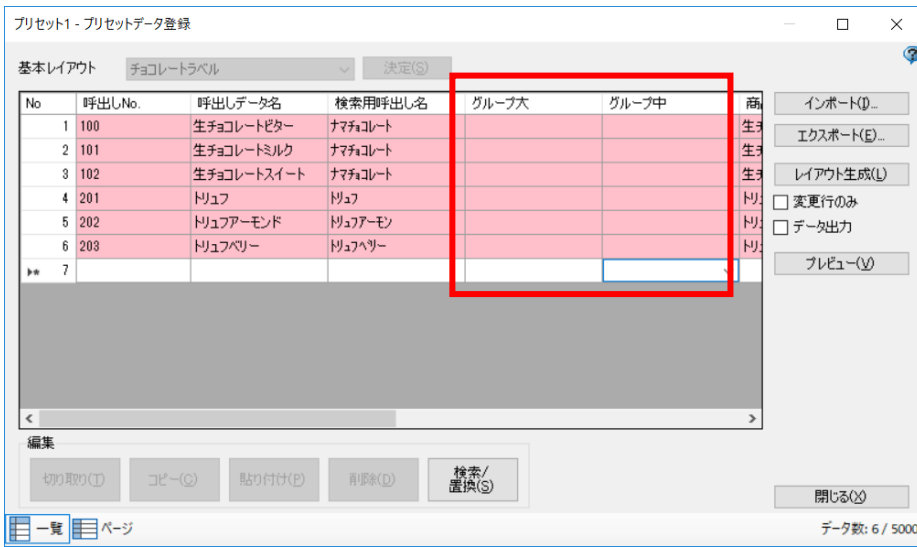 プリセット1 - プリセットデータ登録
基本レイアウト チョコレートラベル 決定(S)
No 呼出しNo. 呼出しデータ名 検索用呼出し名 グループ大 グループ中
1 100 生チョコレートビター ナマチョコレート
2 101 生チョコレートミルク ナマチョコレート
3 102 生チョコレートスイート ナマチョコレート
4 201 トリュフ トリュフ
5 202 トリュフアーモンド トリュフアーモン
6 203 トリュフベリー トリュフベリー
7
インポート(I)...
エクスポート(E)...
レイアウト生成(L)
変更行のみ
データ出力
プレビュー(V)
編集
切り取り(T) コピー(C) 貼り付け(P) 削除(D) 検索/
置換(S)
閉じる(X)
一覧 ページ データ数: 6 / 5000